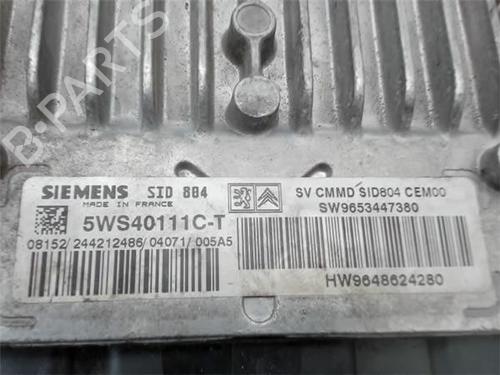 SIEMENS SID 804
MADE IN FRANCE
5WS40111C-T
08152/244212486/04071/005A5
SV CMMD SID804 CEM00
SW9653447380
HW9648624280
B-PARTS